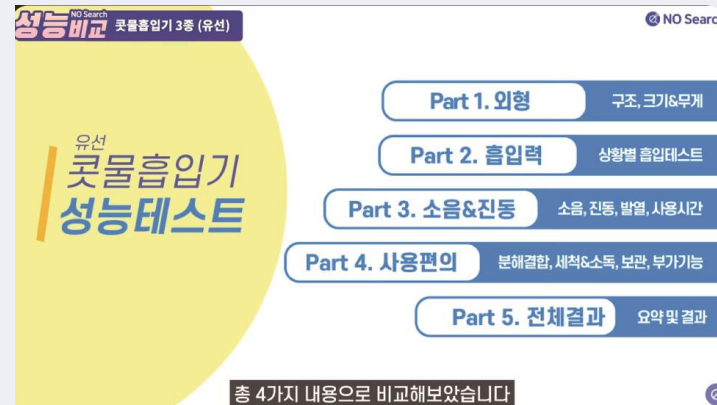 성능비교 NO Search 콧물흡입기 3종 (유선)
NO Searc
유선
콧물흡입기
성능테스트
Part 1. 외형 구조, 크기&무게
Part 2. 흡입력 상황별 흡입테스트
Part 3. 소음&진동 소음, 진동, 발열, 사용시간
Part 4. 사용편의 분해결합, 세척&소독, 보관, 부가기능
Part 5. 전체결과 요약 및 결과
총 4가지 내용으로 비교해보았습니다